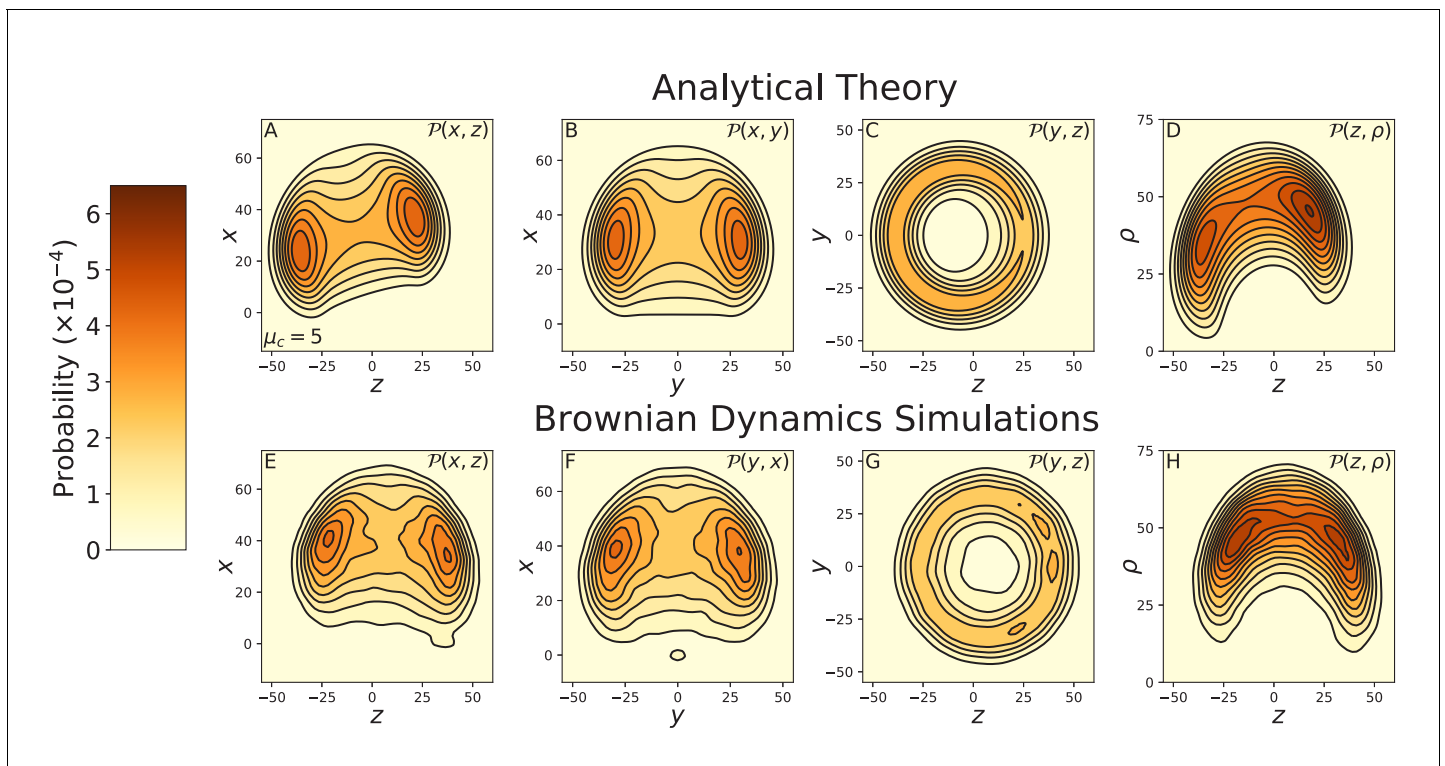 Analytical Theory
A P(x, z)
B P(x, y)
C P(y, z)
D P(z, ρ)
μc = 5
x
60
40
20
0
−50 −25 0 25 50
z
x
60
40
20
0
−50 −25 0 25 50
y
y
50
25
0
−25
−50
−50 −25 0 25 50
z
ρ
75
50
25
0
−50 −25 0 25 50
z
Probability (×10−4)
6
5
4
3
2
1
0
Brownian Dynamics Simulations
E P(x, z)
F P(y, x)
G P(y, z)
H P(z, ρ)
x
60
40
20
0
−50 −25 0 25 50
z
x
60
40
20
0
−50 −25 0 25 50
y
y
50
25
0
−25
−50
−50 −25 0 25 50
z
ρ
75
50
25
0
−50 −25 0 25 50
z